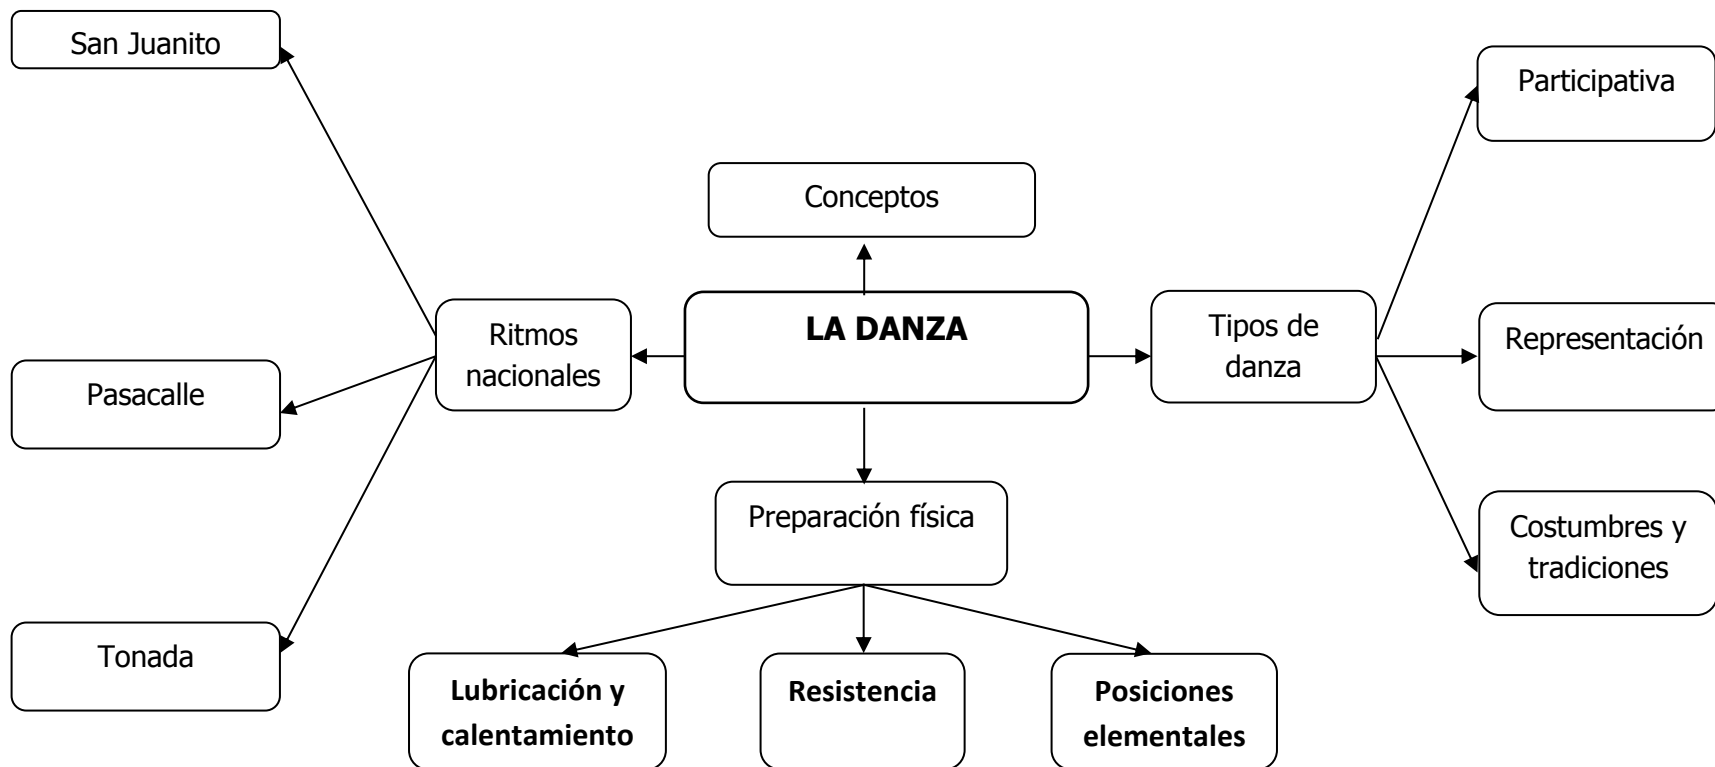 San Juanito
Participativa
Conceptos
LA DANZA
Ritmos
nacionales
Tipos de
danza
Representación
Pasacalle
Preparación física
Costumbres y
tradiciones
Tonada
Lubricación y
calentamiento
Resistencia
Posiciones
elementales